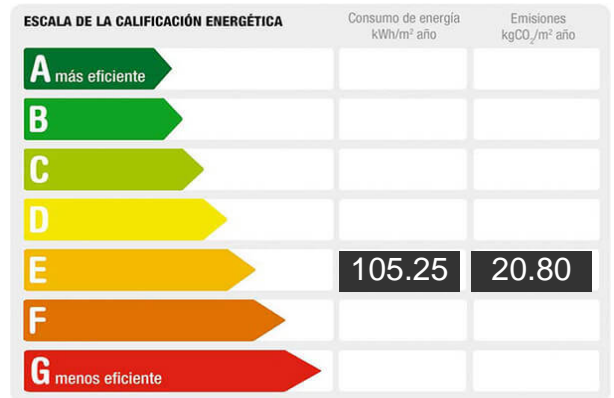 ESCALA DE LA CALIFICACIÓN ENERGÉTICA
Consumo de energía
kWh/m² año
Emisiones
kgCO₂/m² año
A más eficiente
B
C
D
E 105.25 20.80
F
G menos eficiente